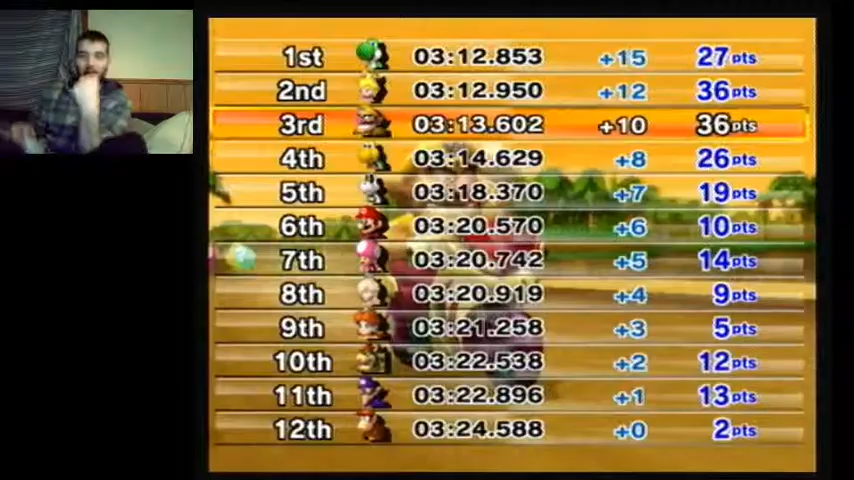 1st 03:12.853 +15 27pts
2nd 03:12.950 +12 36pts
3rd 03:13.602 +10 36pts
4th 03:14.629 +8 26pts
5th 03:18.370 +7 19pts
6th 03:20.570 +6 10pts
7th 03:20.742 +5 14pts
8th 03:20.919 +4 9pts
9th 03:21.258 +3 5pts
10th 03:22.538 +2 12pts
11th 03:22.896 +1 13pts
12th 03:24.588 +0 2pts